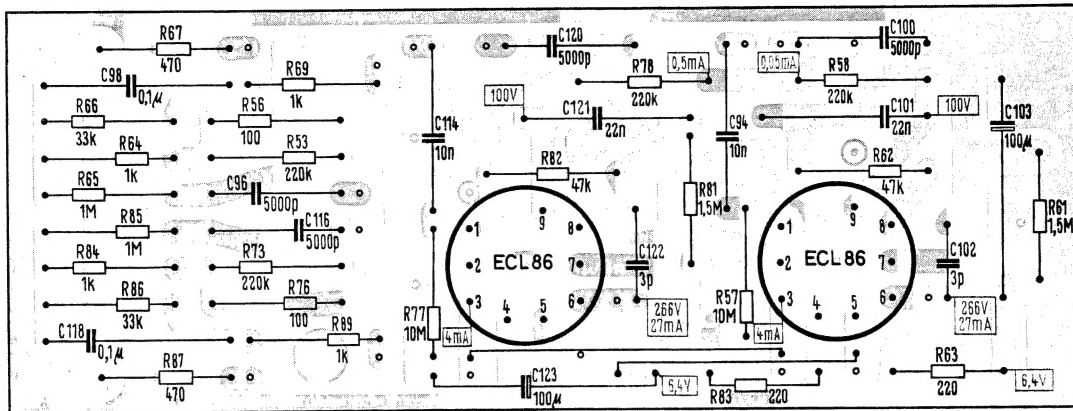 R67
470
C98
0,1µ
R69
1k
R66
33k
R56
100
R64
1k
R53
220k
R65
1M
C96
5000p
R85
1M
C116
5000p
R84
1k
R73
220k
R86
33k
R76
100
C118
0,1µ
R89
1k
R87
470
C120
5000p
R78
220k
0,5mA
100V
C121
22n
C114
10n
R82
47k
R81
1,5M
ECL86
1
2
3
4
5
6
7
8
9
C122
3p
R77
10M
4mA
266V
27mA
C123
100µ
6,4V
C100
5000p
0,05mA
R58
220k
C94
10n
C101
22n
100V
C103
100µ
R62
47k
R61
1,5M
ECL86
1
2
3
4
5
6
7
8
9
C102
3p
R57
10M
4mA
266V
27mA
R83
220
R63
220
6,4V